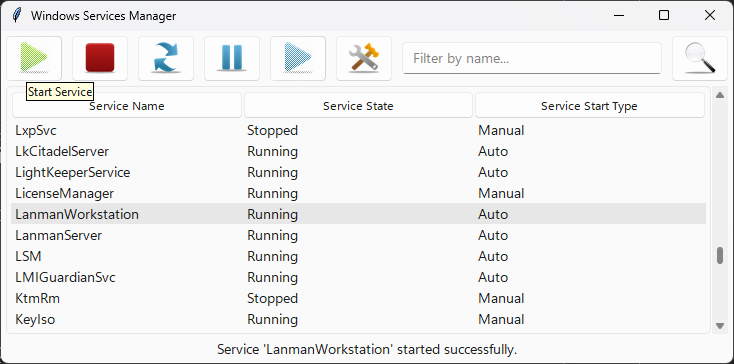 Windows Services Manager
Filter by name...
Start Service
Service Name Service State Service Start Type
LxpSvc Stopped Manual
LkCitadelServer Running Auto
LightKeeperService Running Auto
LicenseManager Running Manual
LanmanWorkstation Running Auto
LanmanServer Running Auto
LSM Running Auto
LMIGuardianSvc Running Auto
KtmRm Stopped Manual
KeyIso Running Manual
Service 'LanmanWorkstation' started successfully.